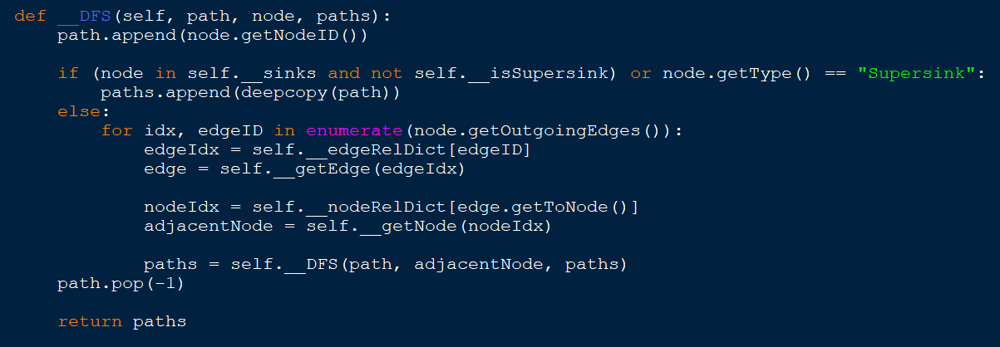 def __DFS(self, path, node, paths):
    path.append(node.getNodeID())
    if (node in self.__sinks and not self.__isSupersink) or node.getType() == "Supersink":
        paths.append(deepcopy(path))
    else:
        for idx, edgeID in enumerate(node.getOutgoingEdges()):
            edgeIdx = self.__edgeRelDict[edgeID]
            edge = self.__getEdge(edgeIdx)
            nodeIdx = self.__nodeRelDict[edge.getToNode()]
            adjacentNode = self.__getNode(nodeIdx)
            paths = self.__DFS(path, adjacentNode, paths)
    path.pop(-1)
    return paths